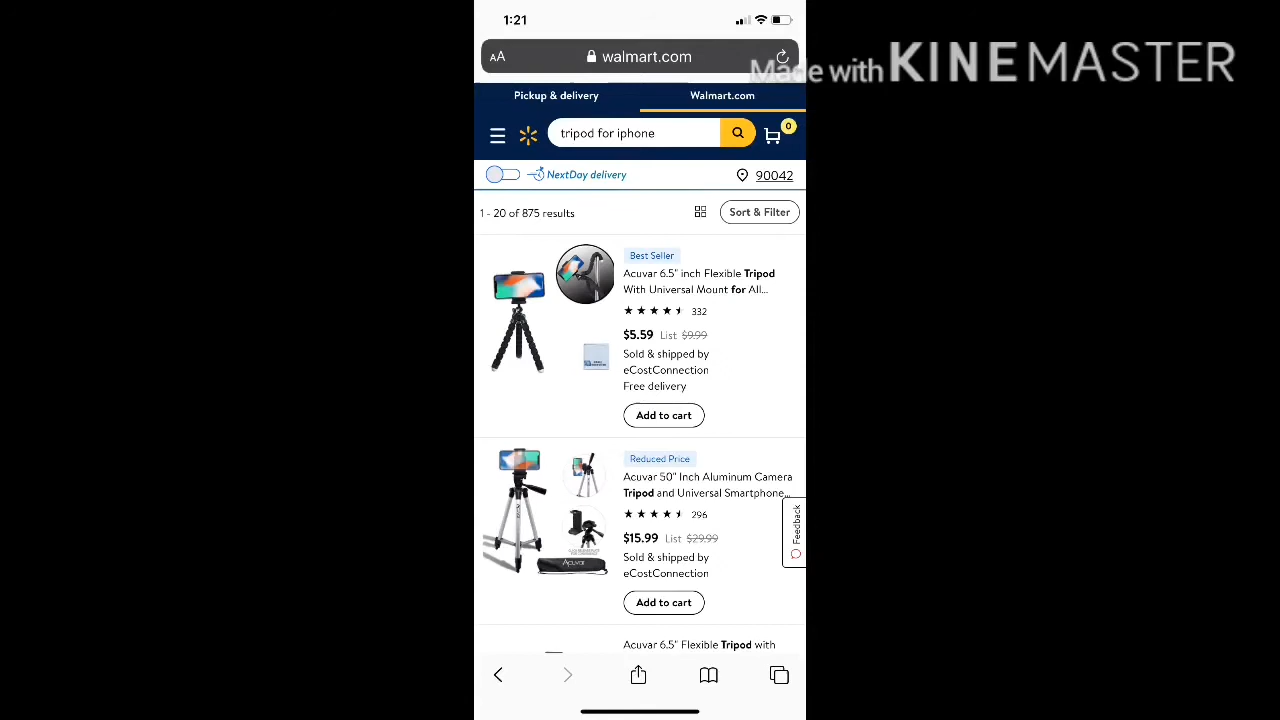 1:21
AA
walmart.com
Made with KINEMASTER
Pickup & delivery
Walmart.com
tripod for iphone
0
NextDay delivery
90042
1 - 20 of 875 results
Sort & Filter
Best Seller
Acuvar 6.5" inch Flexible Tripod
With Universal Mount for All...
332
$5.59 List $9.99
Sold & shipped by
eCostConnection
Free delivery
Add to cart
Reduced Price
Acuvar 50" Inch Aluminum Camera
Tripod and Universal Smartphone...
296
$15.99 List $29.99
Sold & shipped by
eCostConnection
Add to cart
Acuvar
Feedback
Acuvar 6.5" Flexible Tripod with